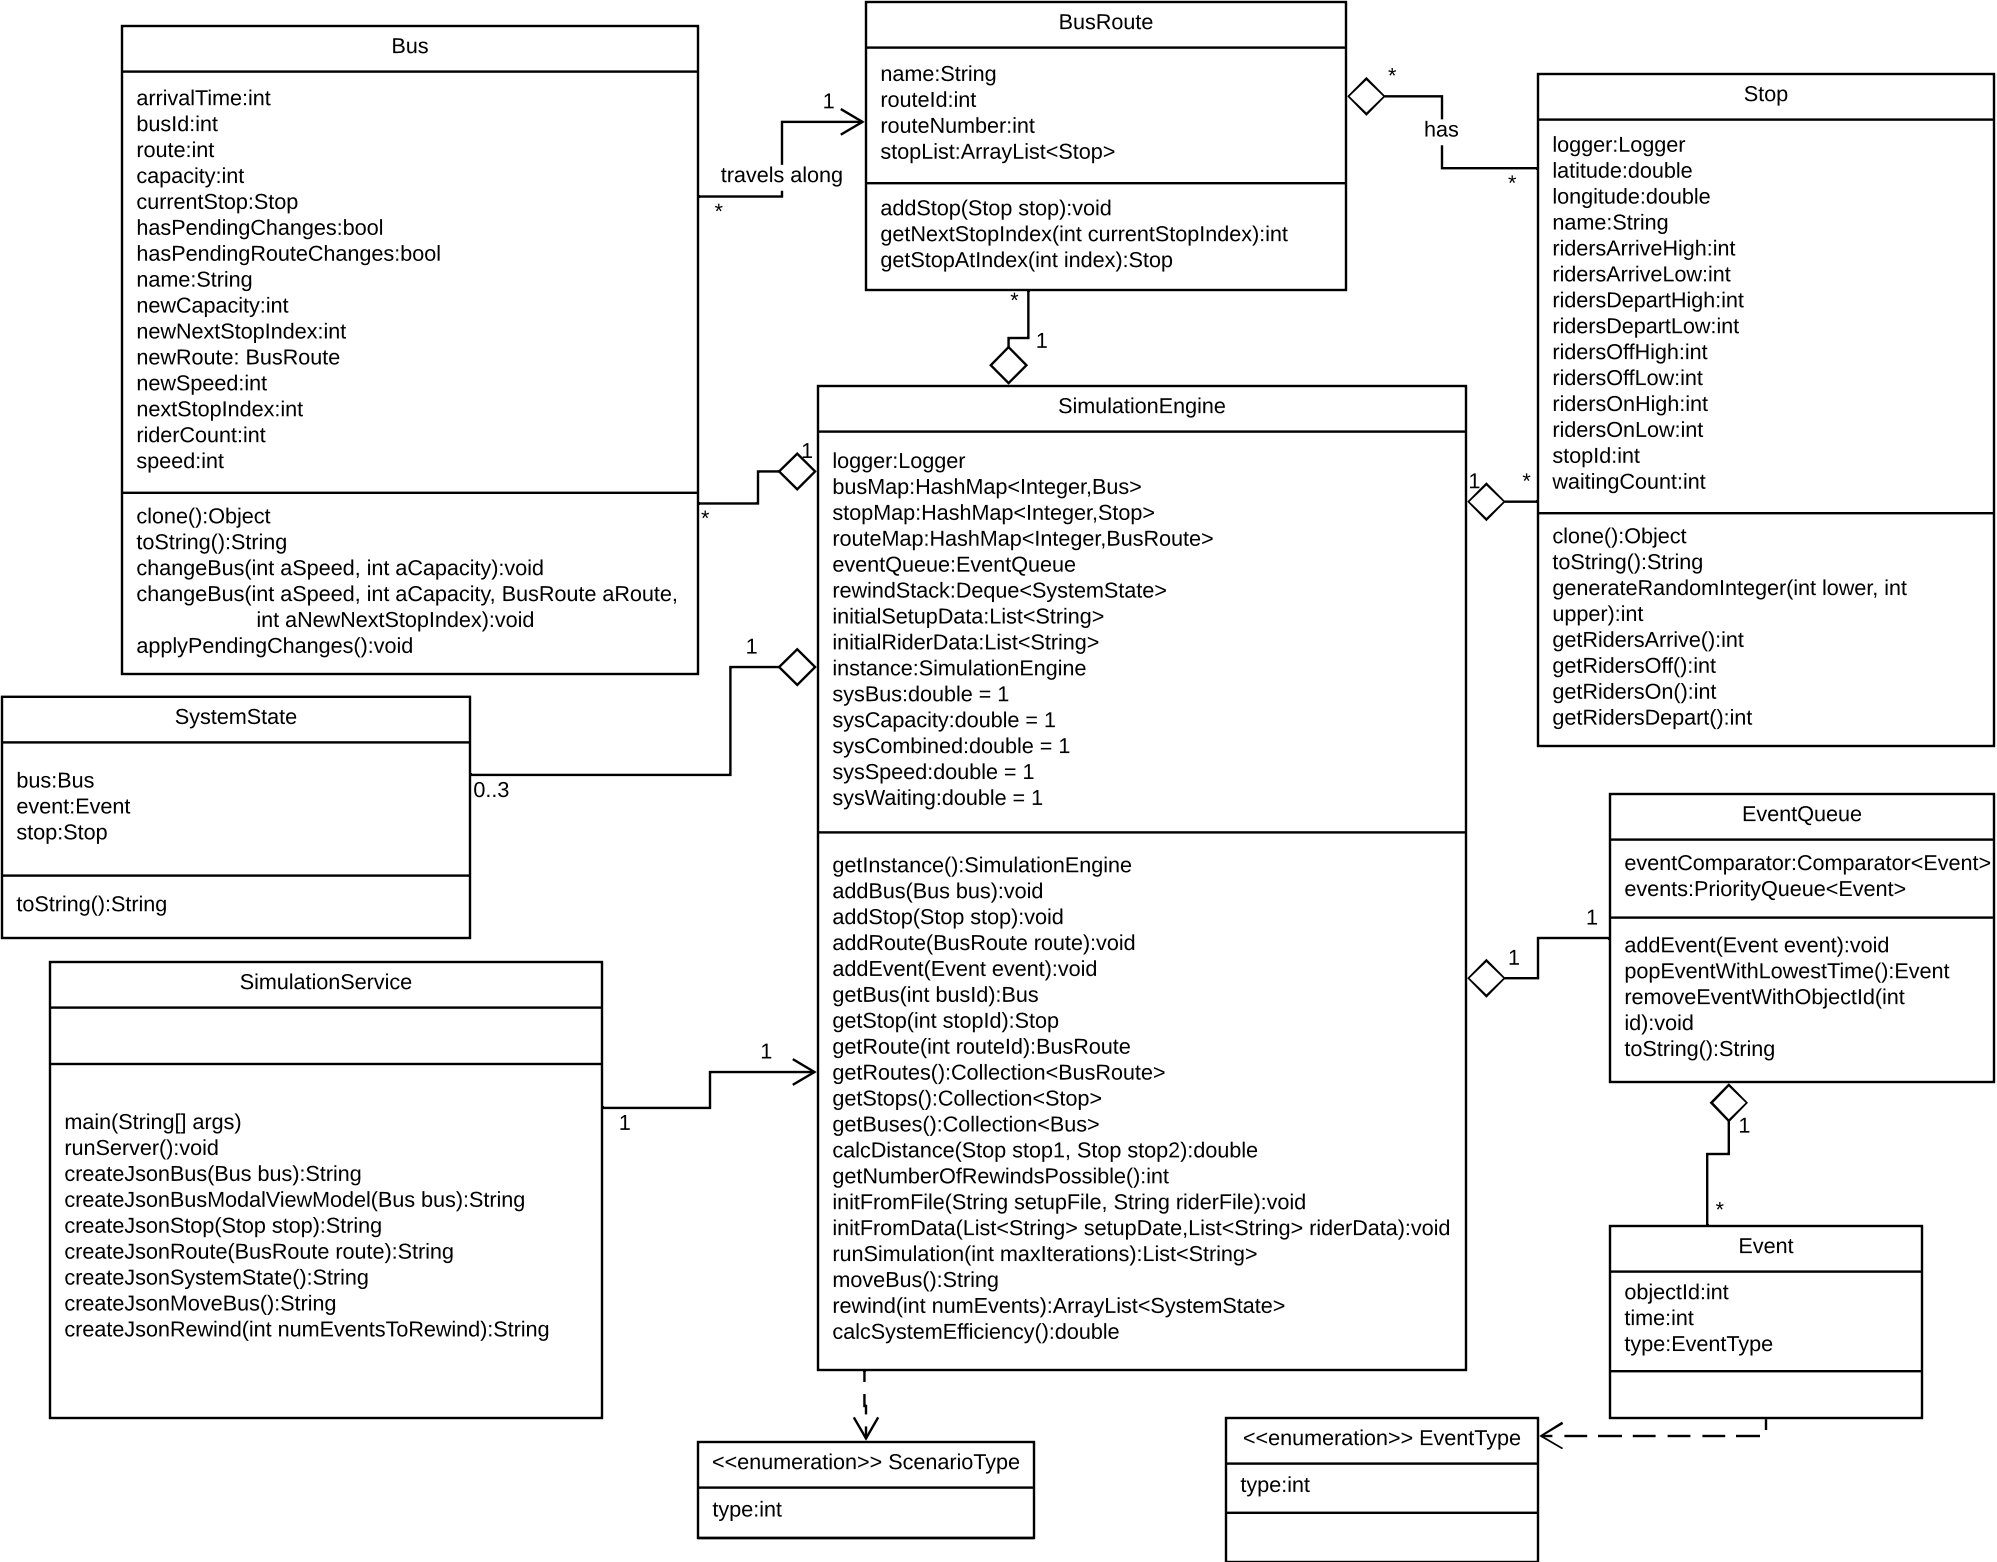 Bus
arrivalTime:int
busId:int
route:int
capacity:int
currentStop:Stop
hasPendingChanges:bool
hasPendingRouteChanges:bool
name:String
newCapacity:int
newNextStopIndex:int
newRoute: BusRoute
newSpeed:int
nextStopIndex:int
riderCount:int
speed:int
clone():Object
toString():String
changeBus(int aSpeed, int aCapacity):void
changeBus(int aSpeed, int aCapacity, BusRoute aRoute,
int aNewNextStopIndex):void
applyPendingChanges():void
1
travels along
*
BusRoute
name:String
routeId:int
routeNumber:int
stopList:ArrayList<Stop>
addStop(Stop stop):void
getNextStopIndex(int currentStopIndex):int
getStopAtIndex(int index):Stop
*
has
*
Stop
logger:Logger
latitude:double
longitude:double
name:String
ridersArriveHigh:int
ridersArriveLow:int
ridersDepartHigh:int
ridersDepartLow:int
ridersOffHigh:int
ridersOffLow:int
ridersOnHigh:int
ridersOnLow:int
stopId:int
waitingCount:int
clone():Object
toString():String
generateRandomInteger(int lower, int
upper):int
getRidersArrive():int
getRidersOff():int
getRidersOn():int
getRidersDepart():int
*
1
1
*
1
*
1
0..3
SimulationEngine
logger:Logger
busMap:HashMap<Integer,Bus>
stopMap:HashMap<Integer,Stop>
routeMap:HashMap<Integer,BusRoute>
eventQueue:EventQueue
rewindStack:Deque<SystemState>
initialSetupData:List<String>
initialRiderData:List<String>
instance:SimulationEngine
sysBus:double = 1
sysCapacity:double = 1
sysCombined:double = 1
sysSpeed:double = 1
sysWaiting:double = 1
getInstance():SimulationEngine
addBus(Bus bus):void
addStop(Stop stop):void
addRoute(BusRoute route):void
addEvent(Event event):void
getBus(int busId):Bus
getStop(int stopId):Stop
getRoute(int routeId):BusRoute
getRoutes():Collection<BusRoute>
getStops():Collection<Stop>
getBuses():Collection<Bus>
calcDistance(Stop stop1, Stop stop2):double
getNumberOfRewindsPossible():int
initFromFile(String setupFile, String riderFile):void
initFromData(List<String> setupDate,List<String> riderData):void
runSimulation(int maxIterations):List<String>
moveBus():String
rewind(int numEvents):ArrayList<SystemState>
calcSystemEfficiency():double
SystemState
bus:Bus
event:Event
stop:Stop
toString():String
SimulationService
main(String[] args)
runServer():void
createJsonBus(Bus bus):String
createJsonBusModalViewModel(Bus bus):String
createJsonStop(Stop stop):String
createJsonRoute(BusRoute route):String
createJsonSystemState():String
createJsonMoveBus():String
createJsonRewind(int numEventsToRewind):String
1
1
EventQueue
eventComparator:Comparator<Event>
events:PriorityQueue<Event>
addEvent(Event event):void
popEventWithLowestTime():Event
removeEventWithObjectId(int
id):void
toString():String
1
1
1
*
Event
objectId:int
time:int
type:EventType
<<enumeration>> ScenarioType
type:int
<<enumeration>> EventType
type:int